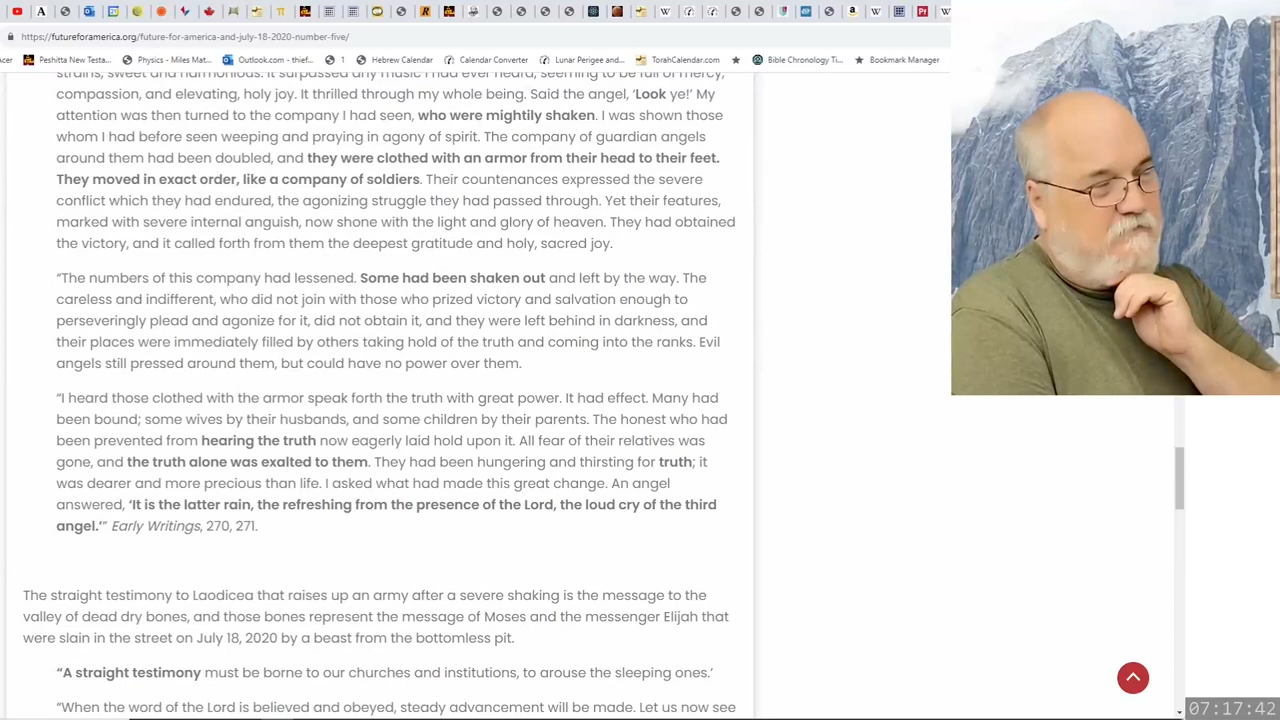 https://futureforamerica.org/future-for-america-and-july-18-2020-number-five/
Acer Peshitta New Testa... Physics - Miles Mat... Outlook.com - thief... 1 Hebrew Calendar Calendar Converter Lunar Perigee and... TorahCalendar.com Bible Chronology Ti... Bookmark Manager
strains, sweet and harmonious. It surpassed any music I had ever heard, seeming to be full of mercy,
compassion, and elevating, holy joy. It thrilled through my whole being. Said the angel, ‘Look ye!’ My
attention was then turned to the company I had seen, who were mightily shaken. I was shown those
whom I had before seen weeping and praying in agony of spirit. The company of guardian angels
around them had been doubled, and they were clothed with an armor from their head to their feet.
They moved in exact order, like a company of soldiers. Their countenances expressed the severe
conflict which they had endured, the agonizing struggle they had passed through. Yet their features,
marked with severe internal anguish, now shone with the light and glory of heaven. They had obtained
the victory, and it called forth from them the deepest gratitude and holy, sacred joy.
“The numbers of this company had lessened. Some had been shaken out and left by the way. The
careless and indifferent, who did not join with those who prized victory and salvation enough to
perseveringly plead and agonize for it, did not obtain it, and they were left behind in darkness, and
their places were immediately filled by others taking hold of the truth and coming into the ranks. Evil
angels still pressed around them, but could have no power over them.
“I heard those clothed with the armor speak forth the truth with great power. It had effect. Many had
been bound; some wives by their husbands, and some children by their parents. The honest who had
been prevented from hearing the truth now eagerly laid hold upon it. All fear of their relatives was
gone, and the truth alone was exalted to them. They had been hungering and thirsting for truth; it
was dearer and more precious than life. I asked what had made this great change. An angel
answered, ‘It is the latter rain, the refreshing from the presence of the Lord, the loud cry of the third
angel.’” Early Writings, 270, 271.
The straight testimony to Laodicea that raises up an army after a severe shaking is the message to the
valley of dead dry bones, and those bones represent the message of Moses and the messenger Elijah that
were slain in the street on July 18, 2020 by a beast from the bottomless pit.
“A straight testimony must be borne to our churches and institutions, to arouse the sleeping ones.’
“When the word of the Lord is believed and obeyed, steady advancement will be made. Let us now see
07:17:42